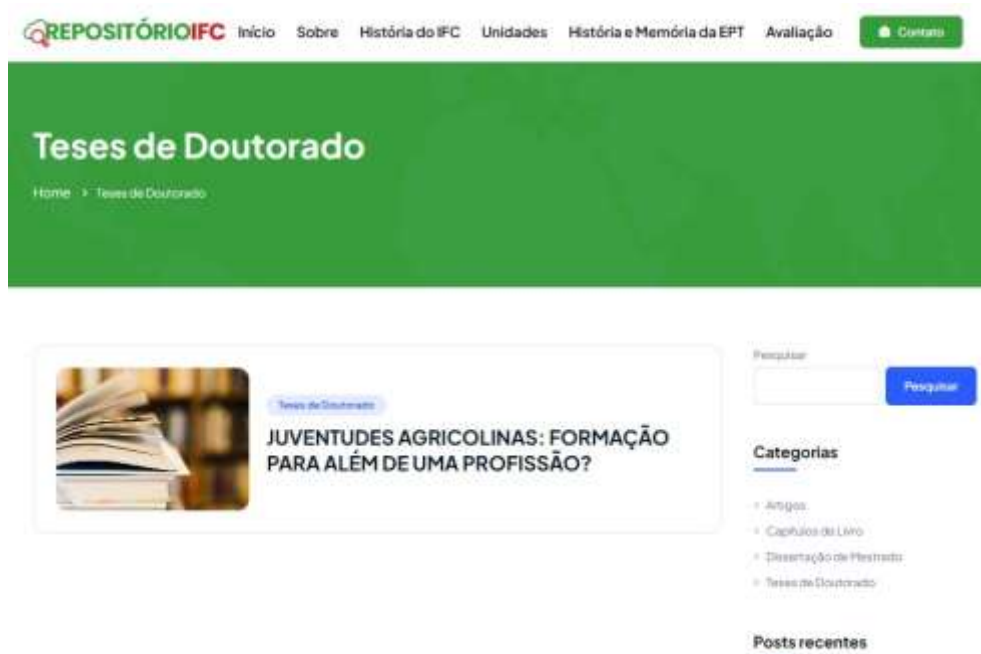 REPOSITÓRIOIFC Início Sobre História do IFC Unidades História e Memória da EPT Avaliação Contato
Teses de Doutorado
Home > Teses de Doutorado
Teses de Doutorado
JUVENTUDES AGRICOLINAS: FORMAÇÃO
PARA ALÉM DE UMA PROFISSÃO?
Pesquisar
Pesquisar
Categorias
Artigos
Capítulos de Livro
Dissertação de Mestrado
Teses de Doutorado
Posts recentes